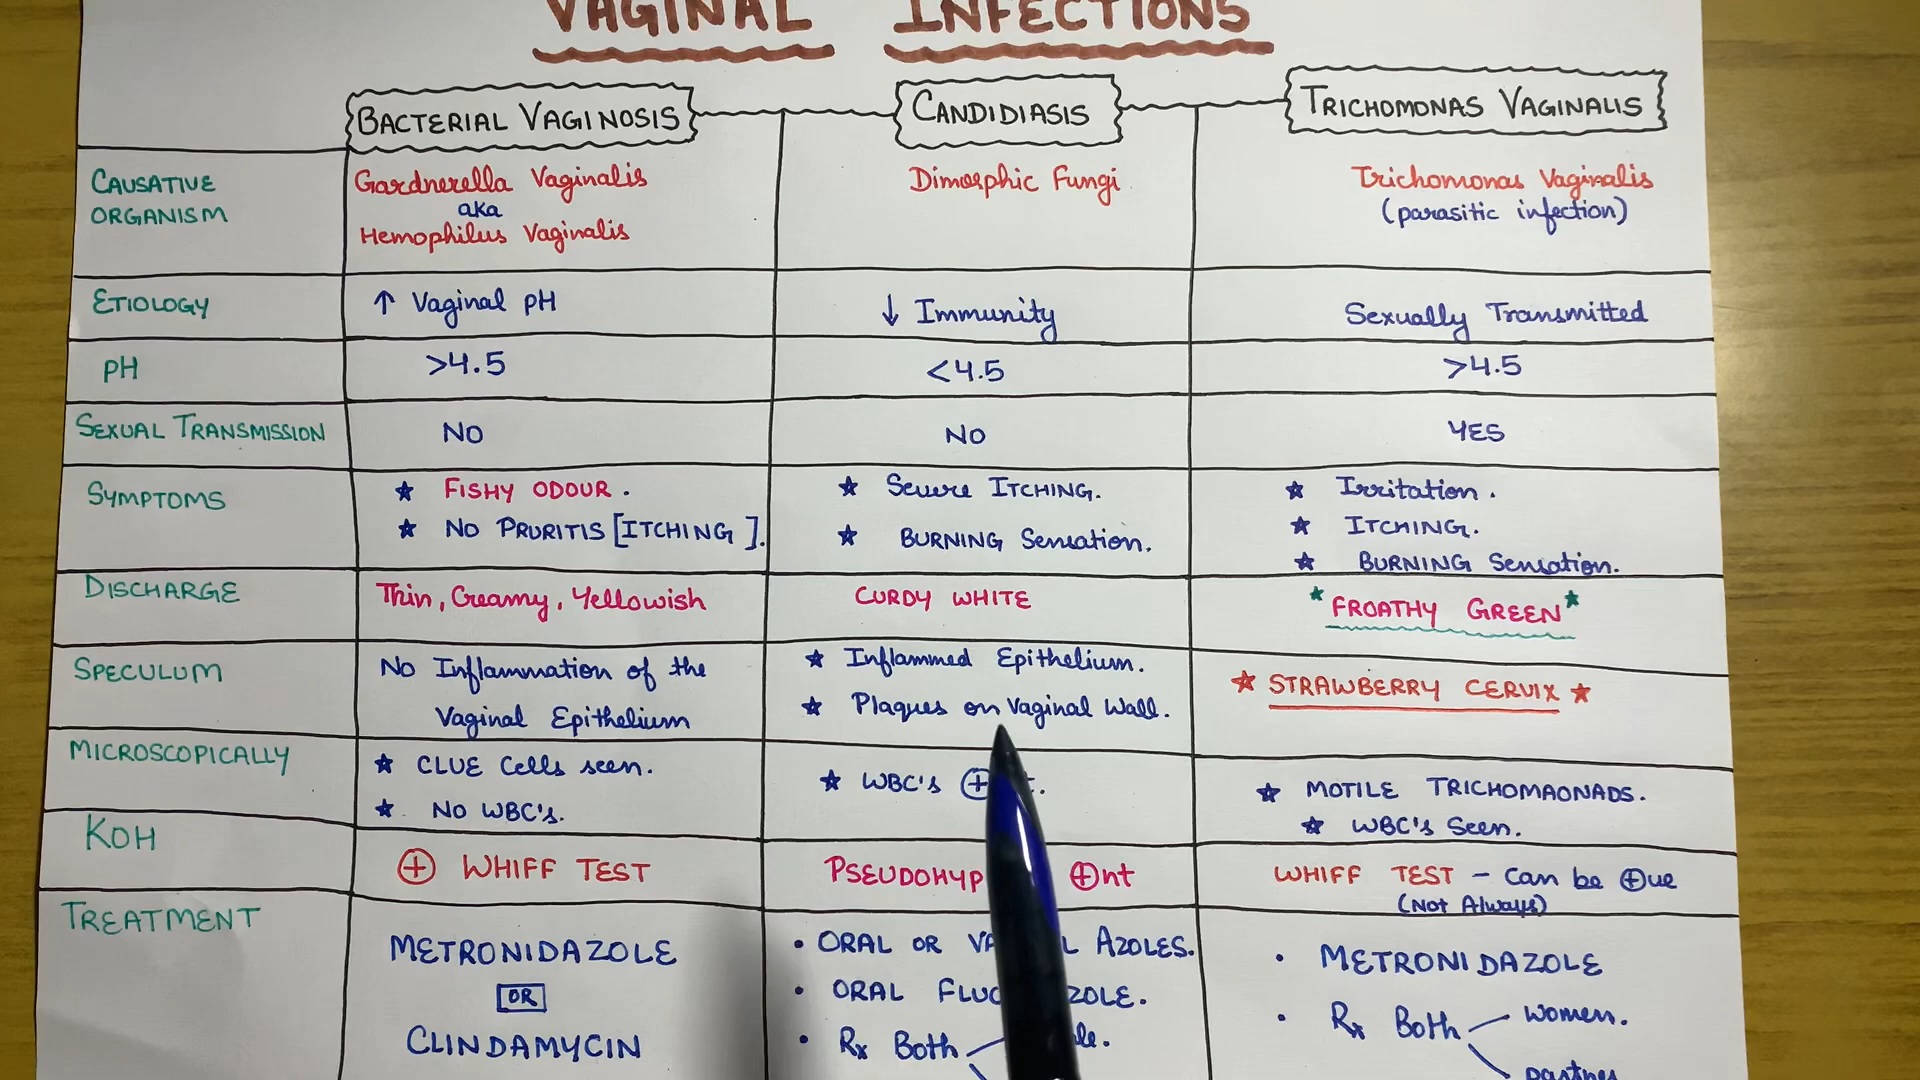 VAGINAL INFECTIONS
BACTERIAL VAGINOSIS
CANDIDIASIS
TRICHOMONAS VAGINALIS
CAUSATIVE
ORGANISM
Gardnerella Vaginalis
aka
Hemophilus Vaginalis
Dimorphic Fungi
Trichomonas Vaginalis
(parasitic infection)
ETIOLOGY
↑ Vaginal pH
↓ Immunity
Sexually Transmitted
PH
>4.5
<4.5
>4.5
SEXUAL TRANSMISSION
NO
NO
YES
SYMPTOMS
★ FISHY ODOUR.
★ NO PRURITIS [ITCHING].
★ Severe ITCHING.
★ BURNING Sensation.
★ Irritation.
★ ITCHING.
★ BURNING Sensation.
DISCHARGE
Thin, Creamy, Yellowish
CURDY WHITE
*FROATHY GREEN*
SPECULUM
No Inflammation of the
Vaginal Epithelium
★ Inflammed Epithelium.
★ Plaques on Vaginal Wall.
★ STRAWBERRY CERVIX ★
MICROSCOPICALLY
★ CLUE Cells seen.
★ NO WBC's.
★ WBC's ⊕
★ MOTILE TRICHOMAONADS.
★ WBC's Seen.
KOH
⊕ WHIFF TEST
⊕nt
WHIFF TEST - Can be ⊕ve
(Not Always)
TREATMENT
METRONIDAZOLE
OR
CLINDAMYCIN
• ORAL OR AZOLES.
• ORAL
• Rx Both
• METRONIDAZOLE
• Rx Both
women.
partner